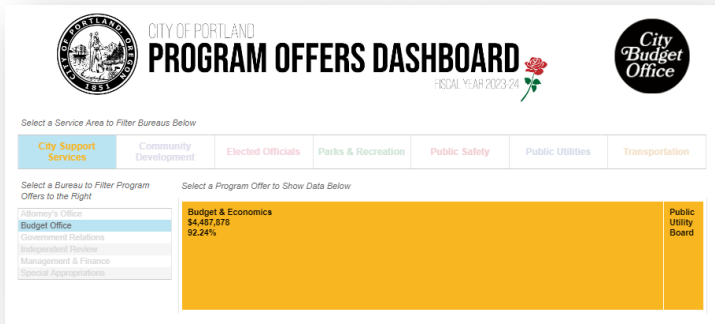 CITY OF PORTLAND, OREGON
1851
CITY OF PORTLAND
PROGRAM OFFERS DASHBOARD
FISCAL YEAR 2023-24
City
Budget
Office
Select a Service Area to Filter Bureaus Below
City Support
Services
Community
Development
Elected Officials
Parks & Recreation
Public Safety
Public Utilities
Transportation
Select a Bureau to Filter Program
Offers to the Right
Select a Program Offer to Show Data Below
Attorney's Office
Budget Office
Government Relations
Independent Review
Management & Finance
Special Appropriations
Budget & Economics
$4,487,878
92.24%
Public
Utility
Board